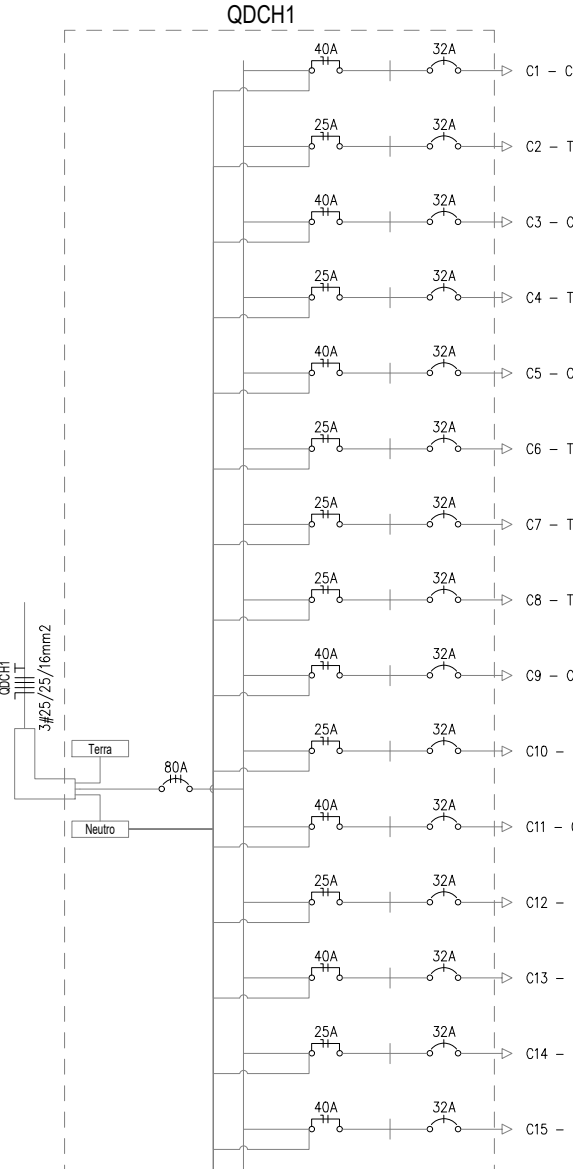 QDCH1
40A 32A
C1 - C
25A 32A
C2 - T
40A 32A
C3 - C
25A 32A
C4 - T
40A 32A
C5 - C
25A 32A
C6 - T
25A 32A
C7 - T
25A 32A
C8 - T
40A 32A
C9 - C
QDCH1
3#25/25/16mm2
25A 32A
C10 -
Terra
80A
Neutro
40A 32A
C11 - C
25A 32A
C12 -
40A 32A
C13 -
25A 32A
C14 -
40A 32A
C15 -